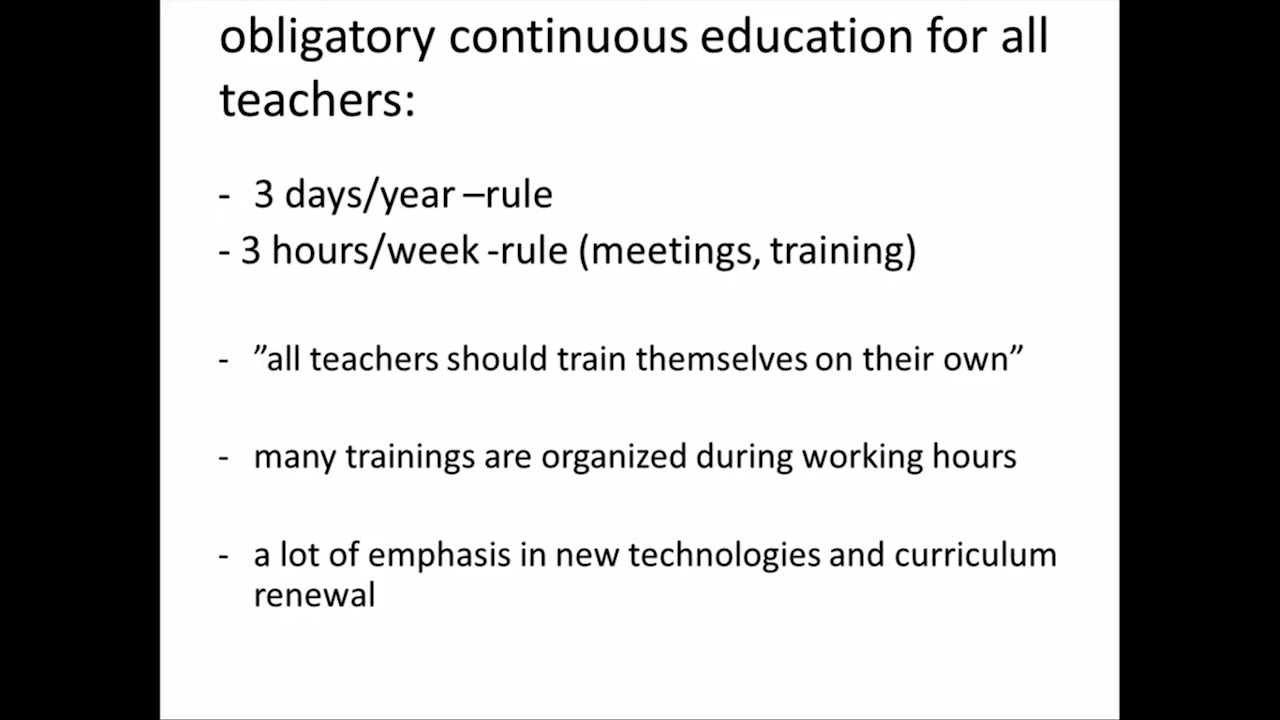 obligatory continuous education for all
teachers:
- 3 days/year –rule
- 3 hours/week -rule (meetings, training)
- ”all teachers should train themselves on their own”
- many trainings are organized during working hours
- a lot of emphasis in new technologies and curriculum
renewal